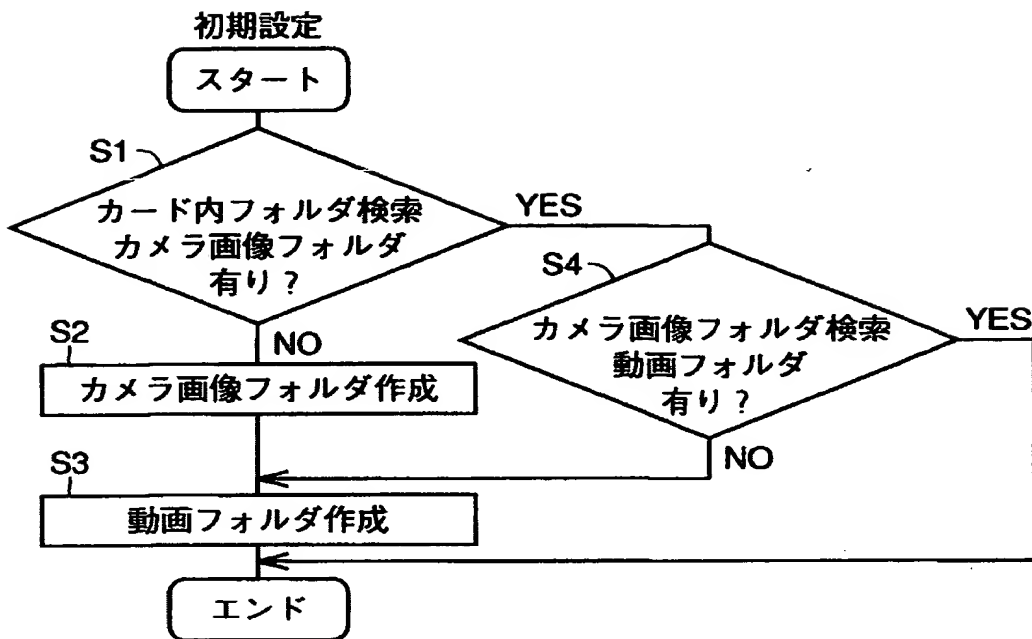 初期設定
スタート
S1
カード内フォルダ検索
カメラ画像フォルダ
有り？
YES
NO
S2
カメラ画像フォルダ作成
S4
カメラ画像フォルダ検索
動画フォルダ
有り？
YES
NO
S3
動画フォルダ作成
エンド